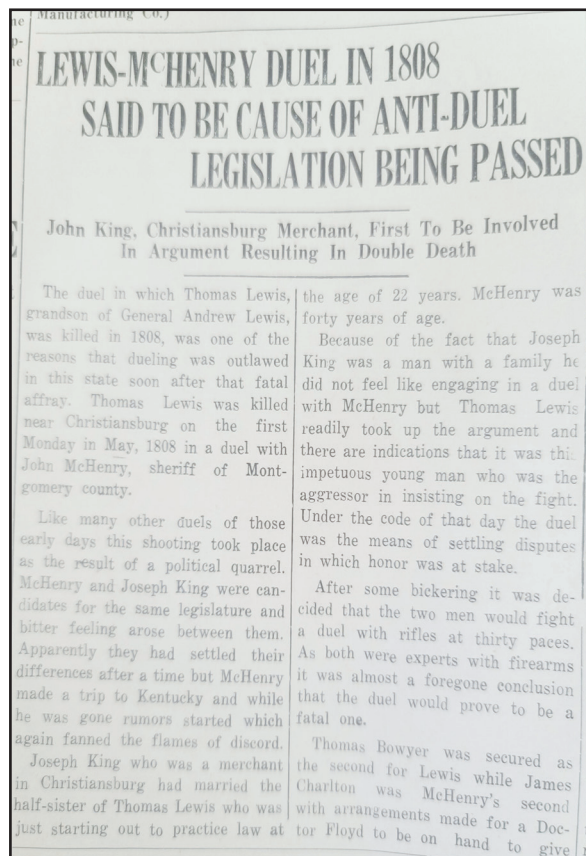 Manufacturing Co.)
ne
p-
ne
LEWIS-McHENRY DUEL IN 1808
SAID TO BE CAUSE OF ANTI-DUEL
LEGISLATION BEING PASSED
John King, Christiansburg Merchant, First To Be Involved
In Argument Resulting In Double Death
The duel in which Thomas Lewis,
grandson of General Andrew Lewis,
was killed in 1808, was one of the
reasons that dueling was outlawed
in this state soon after that fatal
affray. Thomas Lewis was killed
near Christiansburg on the first
Monday in May, 1808 in a duel with
John McHenry, sheriff of Mont-
gomery county.
Like many other duels of those
early days this shooting took place
as the result of a political quarrel.
McHenry and Joseph King were can-
didates for the same legislature and
bitter feeling arose between them.
Apparently they had settled their
differences after a time but McHenry
made a trip to Kentucky and while
he was gone rumors started which
again fanned the flames of discord.
Joseph King who was a merchant
in Christiansburg had married the
half-sister of Thomas Lewis who was
just starting out to practice law at
the age of 22 years. McHenry was
forty years of age.
Because of the fact that Joseph
King was a man with a family he
did not feel like engaging in a duel
with McHenry but Thomas Lewis
readily took up the argument and
there are indications that it was this
impetuous young man who was the
aggressor in insisting on the fight.
Under the code of that day the duel
was the means of settling disputes
in which honor was at stake.
After some bickering it was de-
cided that the two men would fight
a duel with rifles at thirty paces.
As both were experts with firearms
it was almost a foregone conclusion
that the duel would prove to be a
fatal one.
Thomas Bowyer was secured as
the second for Lewis while James
Charlton was McHenry's second
with arrangements made for a Doc-
tor Floyd to be on hand to give